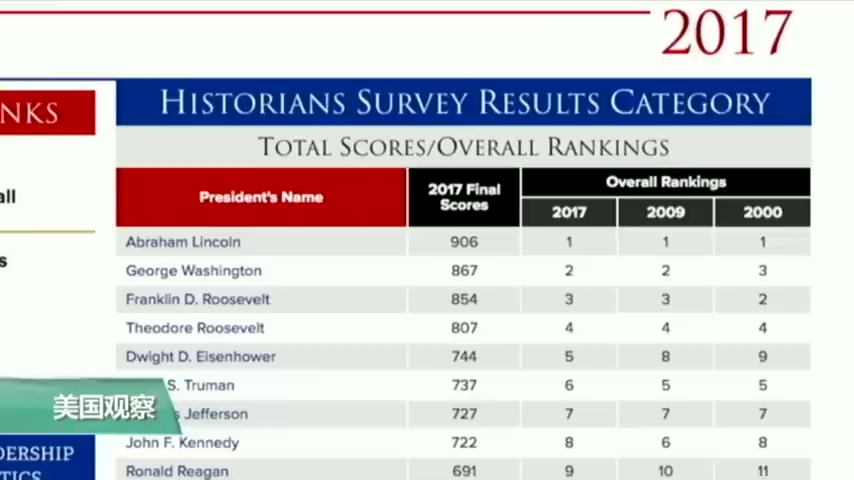 2017
NKS
HISTORIANS SURVEY RESULTS CATEGORY
TOTAL SCORES/OVERALL RANKINGS
all
s
President's Name 2017 Final Scores Overall Rankings
2017 2009 2000
Abraham Lincoln 906 1 1 1
George Washington 867 2 2 3
Franklin D. Roosevelt 854 3 3 2
Theodore Roosevelt 807 4 4 4
Dwight D. Eisenhower 744 5 8 9
S. Truman 737 6 5 5
s Jefferson 727 7 7 7
John F. Kennedy 722 8 6 8
Ronald Reagan 691 9 10 11
美国观察
DERSHIP
TICS